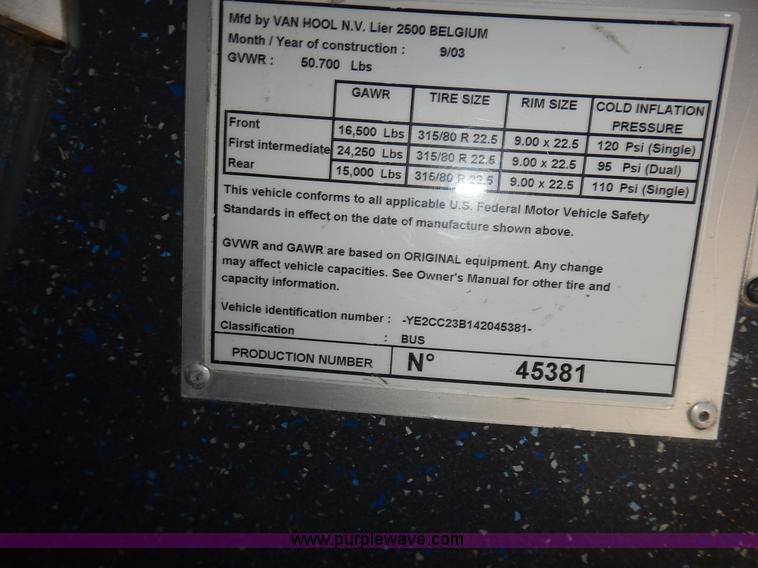 Mfd by VAN HOOL N.V. Lier 2500 BELGIUM
Month / Year of construction : 9/03
GVWR : 50.700 Lbs
GAWR TIRE SIZE RIM SIZE COLD INFLATION PRESSURE
Front 16,500 Lbs 315/80 R 22.5 9.00 x 22.5 120 Psi (Single)
First intermediate 24,250 Lbs 315/80 R 22.5 9.00 x 22.5 95 Psi (Dual)
Rear 15,000 Lbs 315/80 R 22.5 9.00 x 22.5 110 Psi (Single)
This vehicle conforms to all applicable U.S. Federal Motor Vehicle Safety
Standards in effect on the date of manufacture shown above.
GVWR and GAWR are based on ORIGINAL equipment. Any change
may affect vehicle capacities. See Owner's Manual for other tire and
capacity information.
Vehicle identification number : -YE2CC23B142045381-
Classification : BUS
PRODUCTION NUMBER N° 45381
www.purplewave.com